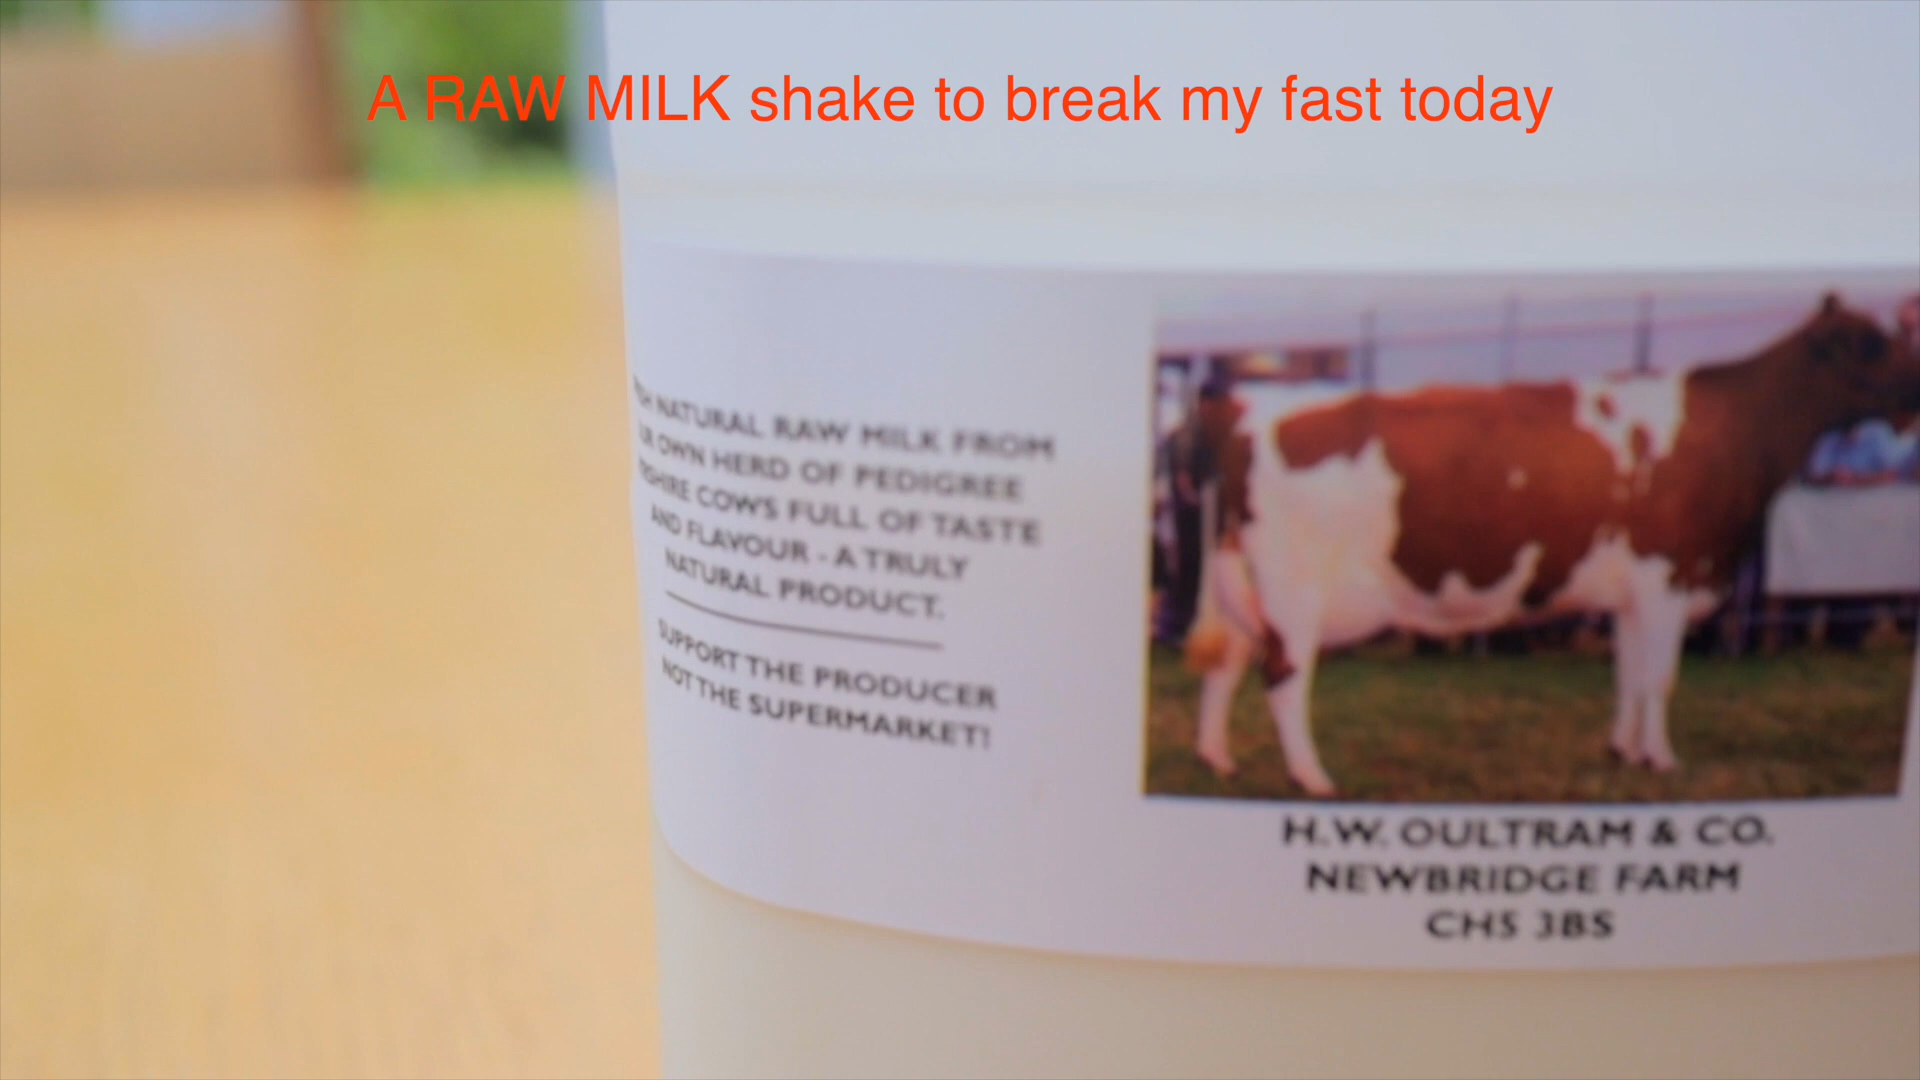 A RAW MILK shake to break my fast today
NATURAL RAW MILK FROM
OWN HERD OF PEDIGREE
COWS FULL OF TASTE
AND FLAVOUR - A TRULY
NATURAL PRODUCT.
SUPPORT THE PRODUCER
NOT THE SUPERMARKET!
H.W. OULTRAM & CO.
NEWBRIDGE FARM
CH5 3BS